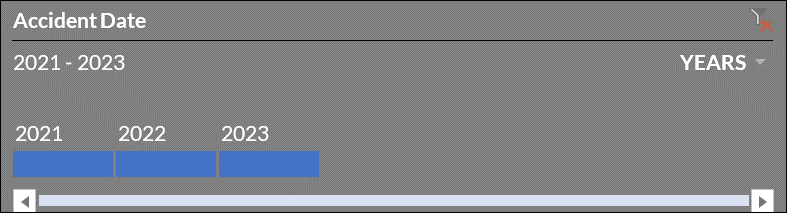 Accident Date
2021 - 2023
YEARS
2021 2022 2023